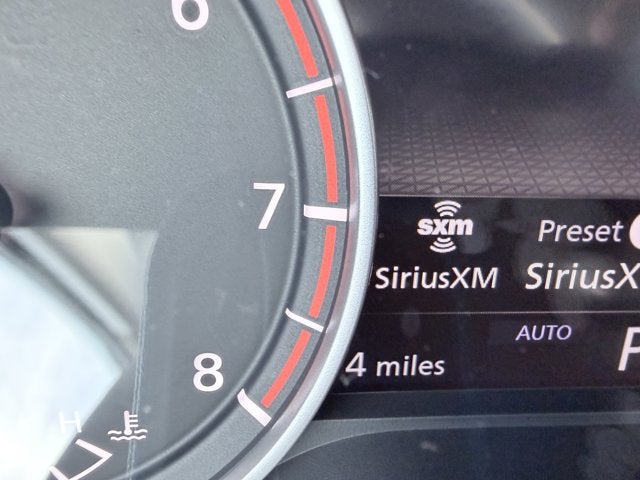 6
7
8
H
sxm
SiriusXM
Preset
SiriusX
AUTO
4 miles
P